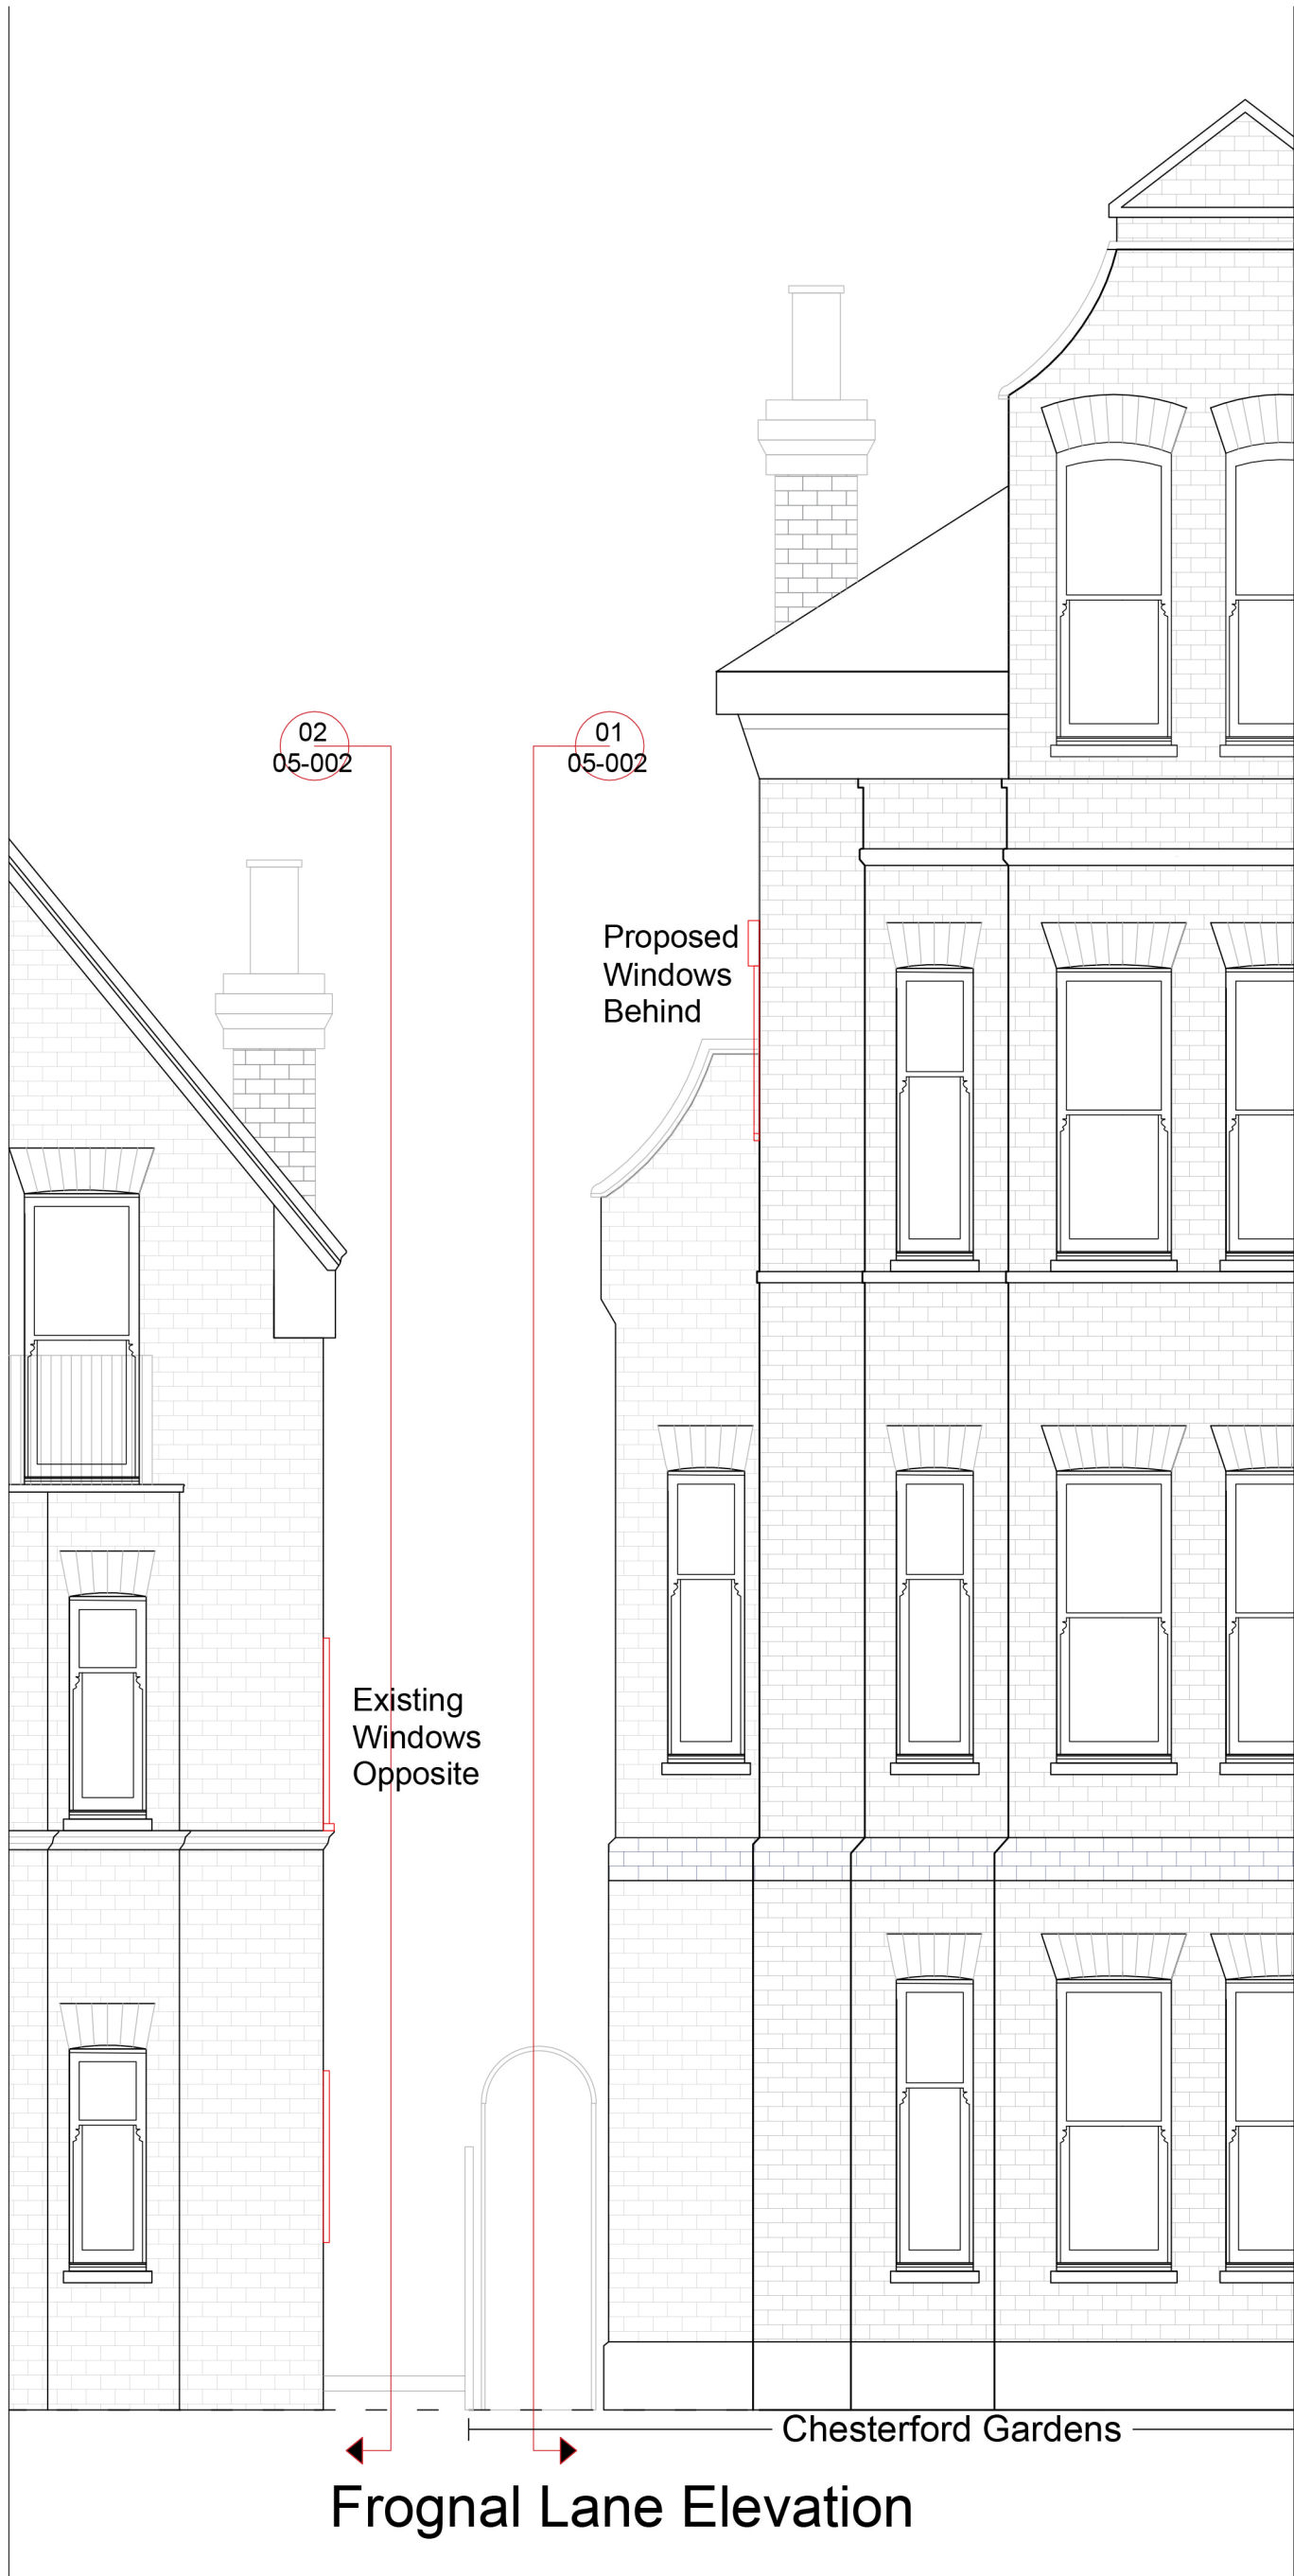 02
05-002
01
05-002
Proposed
Windows
Behind
Existing
Windows
Opposite
Chesterford Gardens
Frognal Lane Elevation